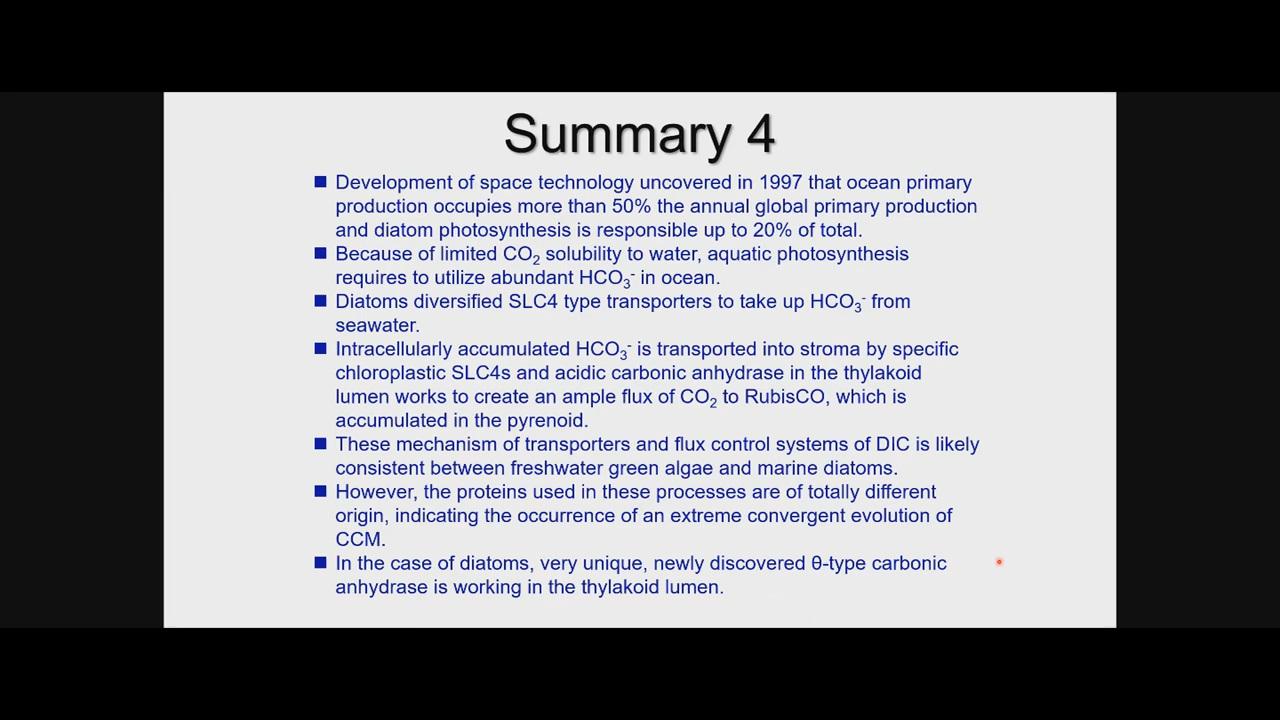 Summary 4
■ Development of space technology uncovered in 1997 that ocean primary
production occupies more than 50% the annual global primary production
and diatom photosynthesis is responsible up to 20% of total.
■ Because of limited CO₂ solubility to water, aquatic photosynthesis
requires to utilize abundant HCO₃⁻ in ocean.
■ Diatoms diversified SLC4 type transporters to take up HCO₃⁻ from
seawater.
■ Intracellularly accumulated HCO₃⁻ is transported into stroma by specific
chloroplastic SLC4s and acidic carbonic anhydrase in the thylakoid
lumen works to create an ample flux of CO₂ to RubisCO, which is
accumulated in the pyrenoid.
■ These mechanism of transporters and flux control systems of DIC is likely
consistent between freshwater green algae and marine diatoms.
■ However, the proteins used in these processes are of totally different
origin, indicating the occurrence of an extreme convergent evolution of
CCM.
■ In the case of diatoms, very unique, newly discovered θ-type carbonic
anhydrase is working in the thylakoid lumen.